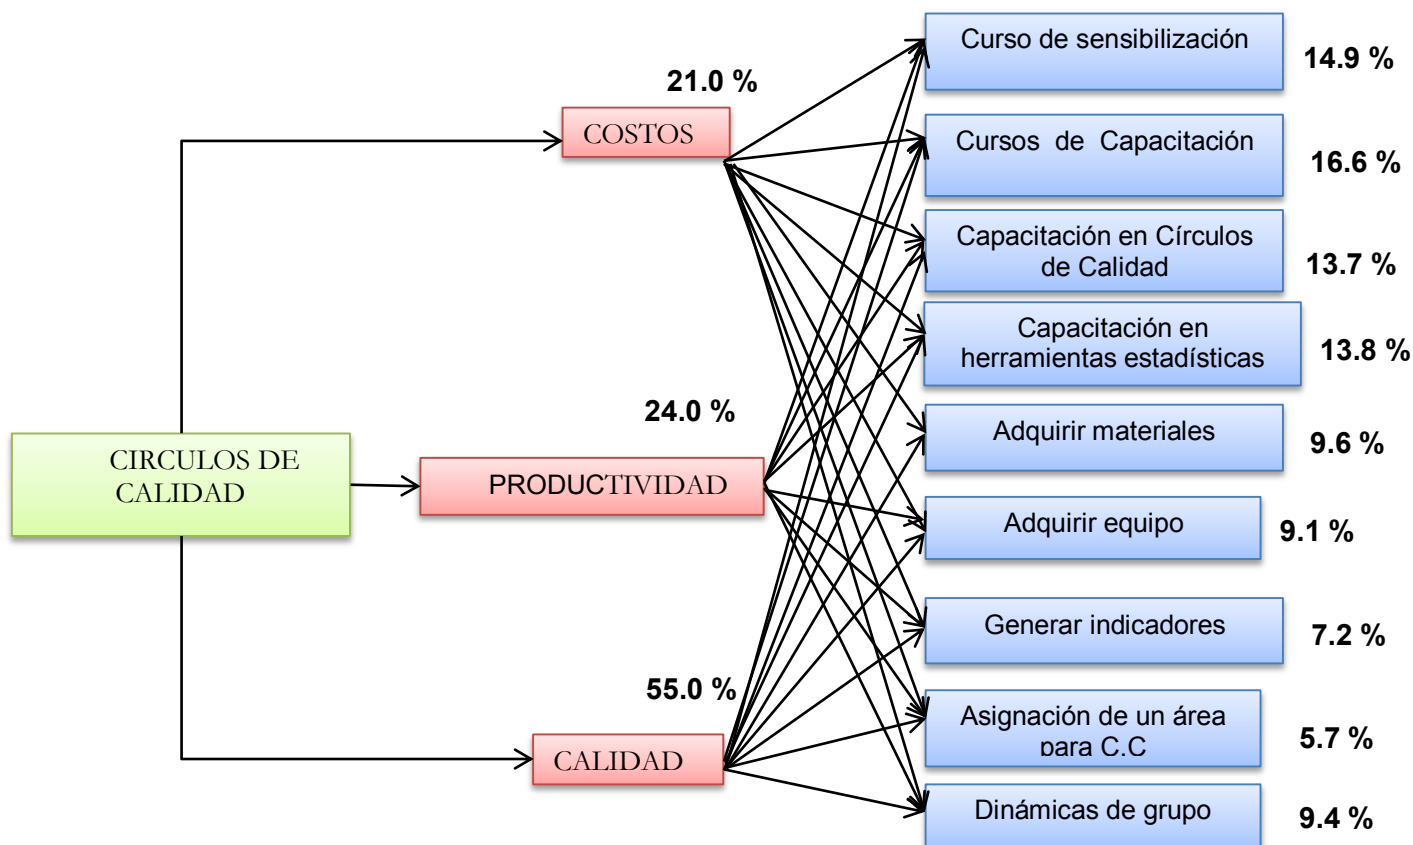 CIRCULOS DE
CALIDAD
21.0 %
COSTOS
24.0 %
PRODUCTIVIDAD
55.0 %
CALIDAD
Curso de sensibilización
14.9 %
Cursos de Capacitación
16.6 %
Capacitación en Círculos
de Calidad
13.7 %
Capacitación en
herramientas estadísticas
13.8 %
Adquirir materiales
9.6 %
Adquirir equipo
9.1 %
Generar indicadores
7.2 %
Asignación de un área
para C.C
5.7 %
Dinámicas de grupo
9.4 %